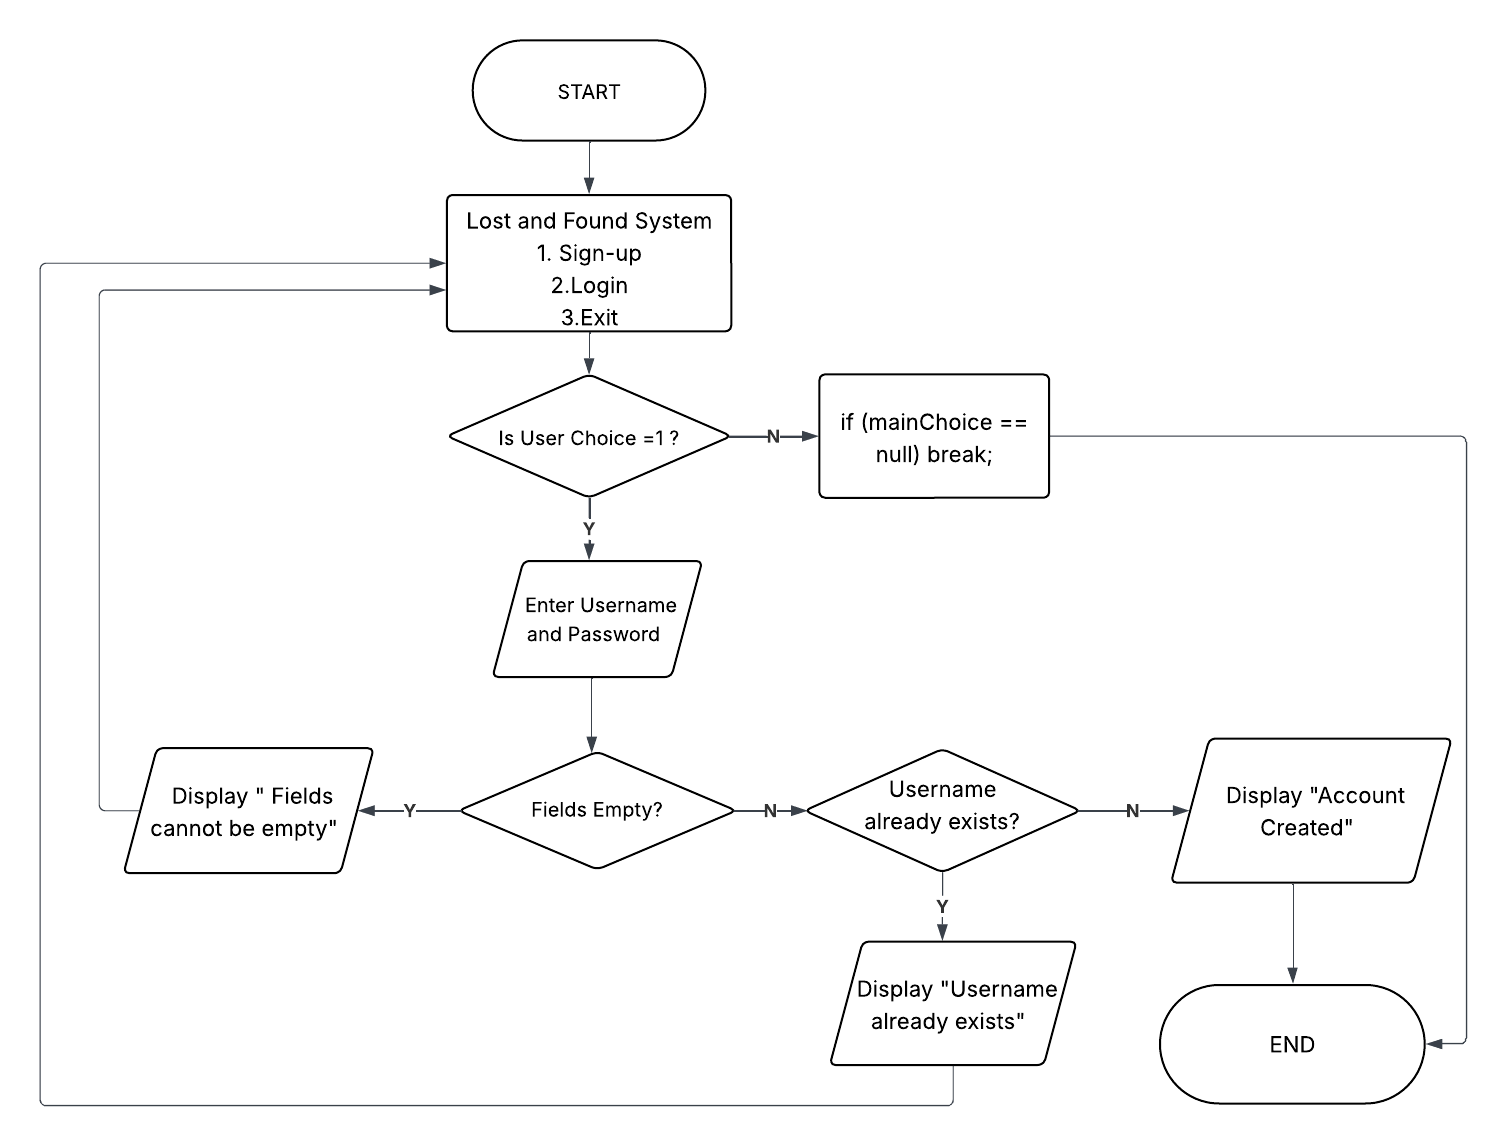 START
Lost and Found System
1. Sign-up
2.Login
3.Exit
Is User Choice =1 ?
N
if (mainChoice ==
null) break;
Y
Enter Username
and Password
Display " Fields
cannot be empty"
Y
Fields Empty?
N
Username
already exists?
N
Display "Account
Created"
Y
Display "Username
already exists"
END